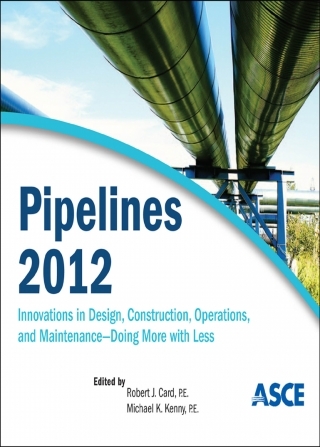 Pipelines
2012
Innovations in Design, Construction, Operations,
and Maintenance—Doing More with Less
Edited by
Robert J. Card, P.E.
Michael K. Kenny, P.E.
ASCE